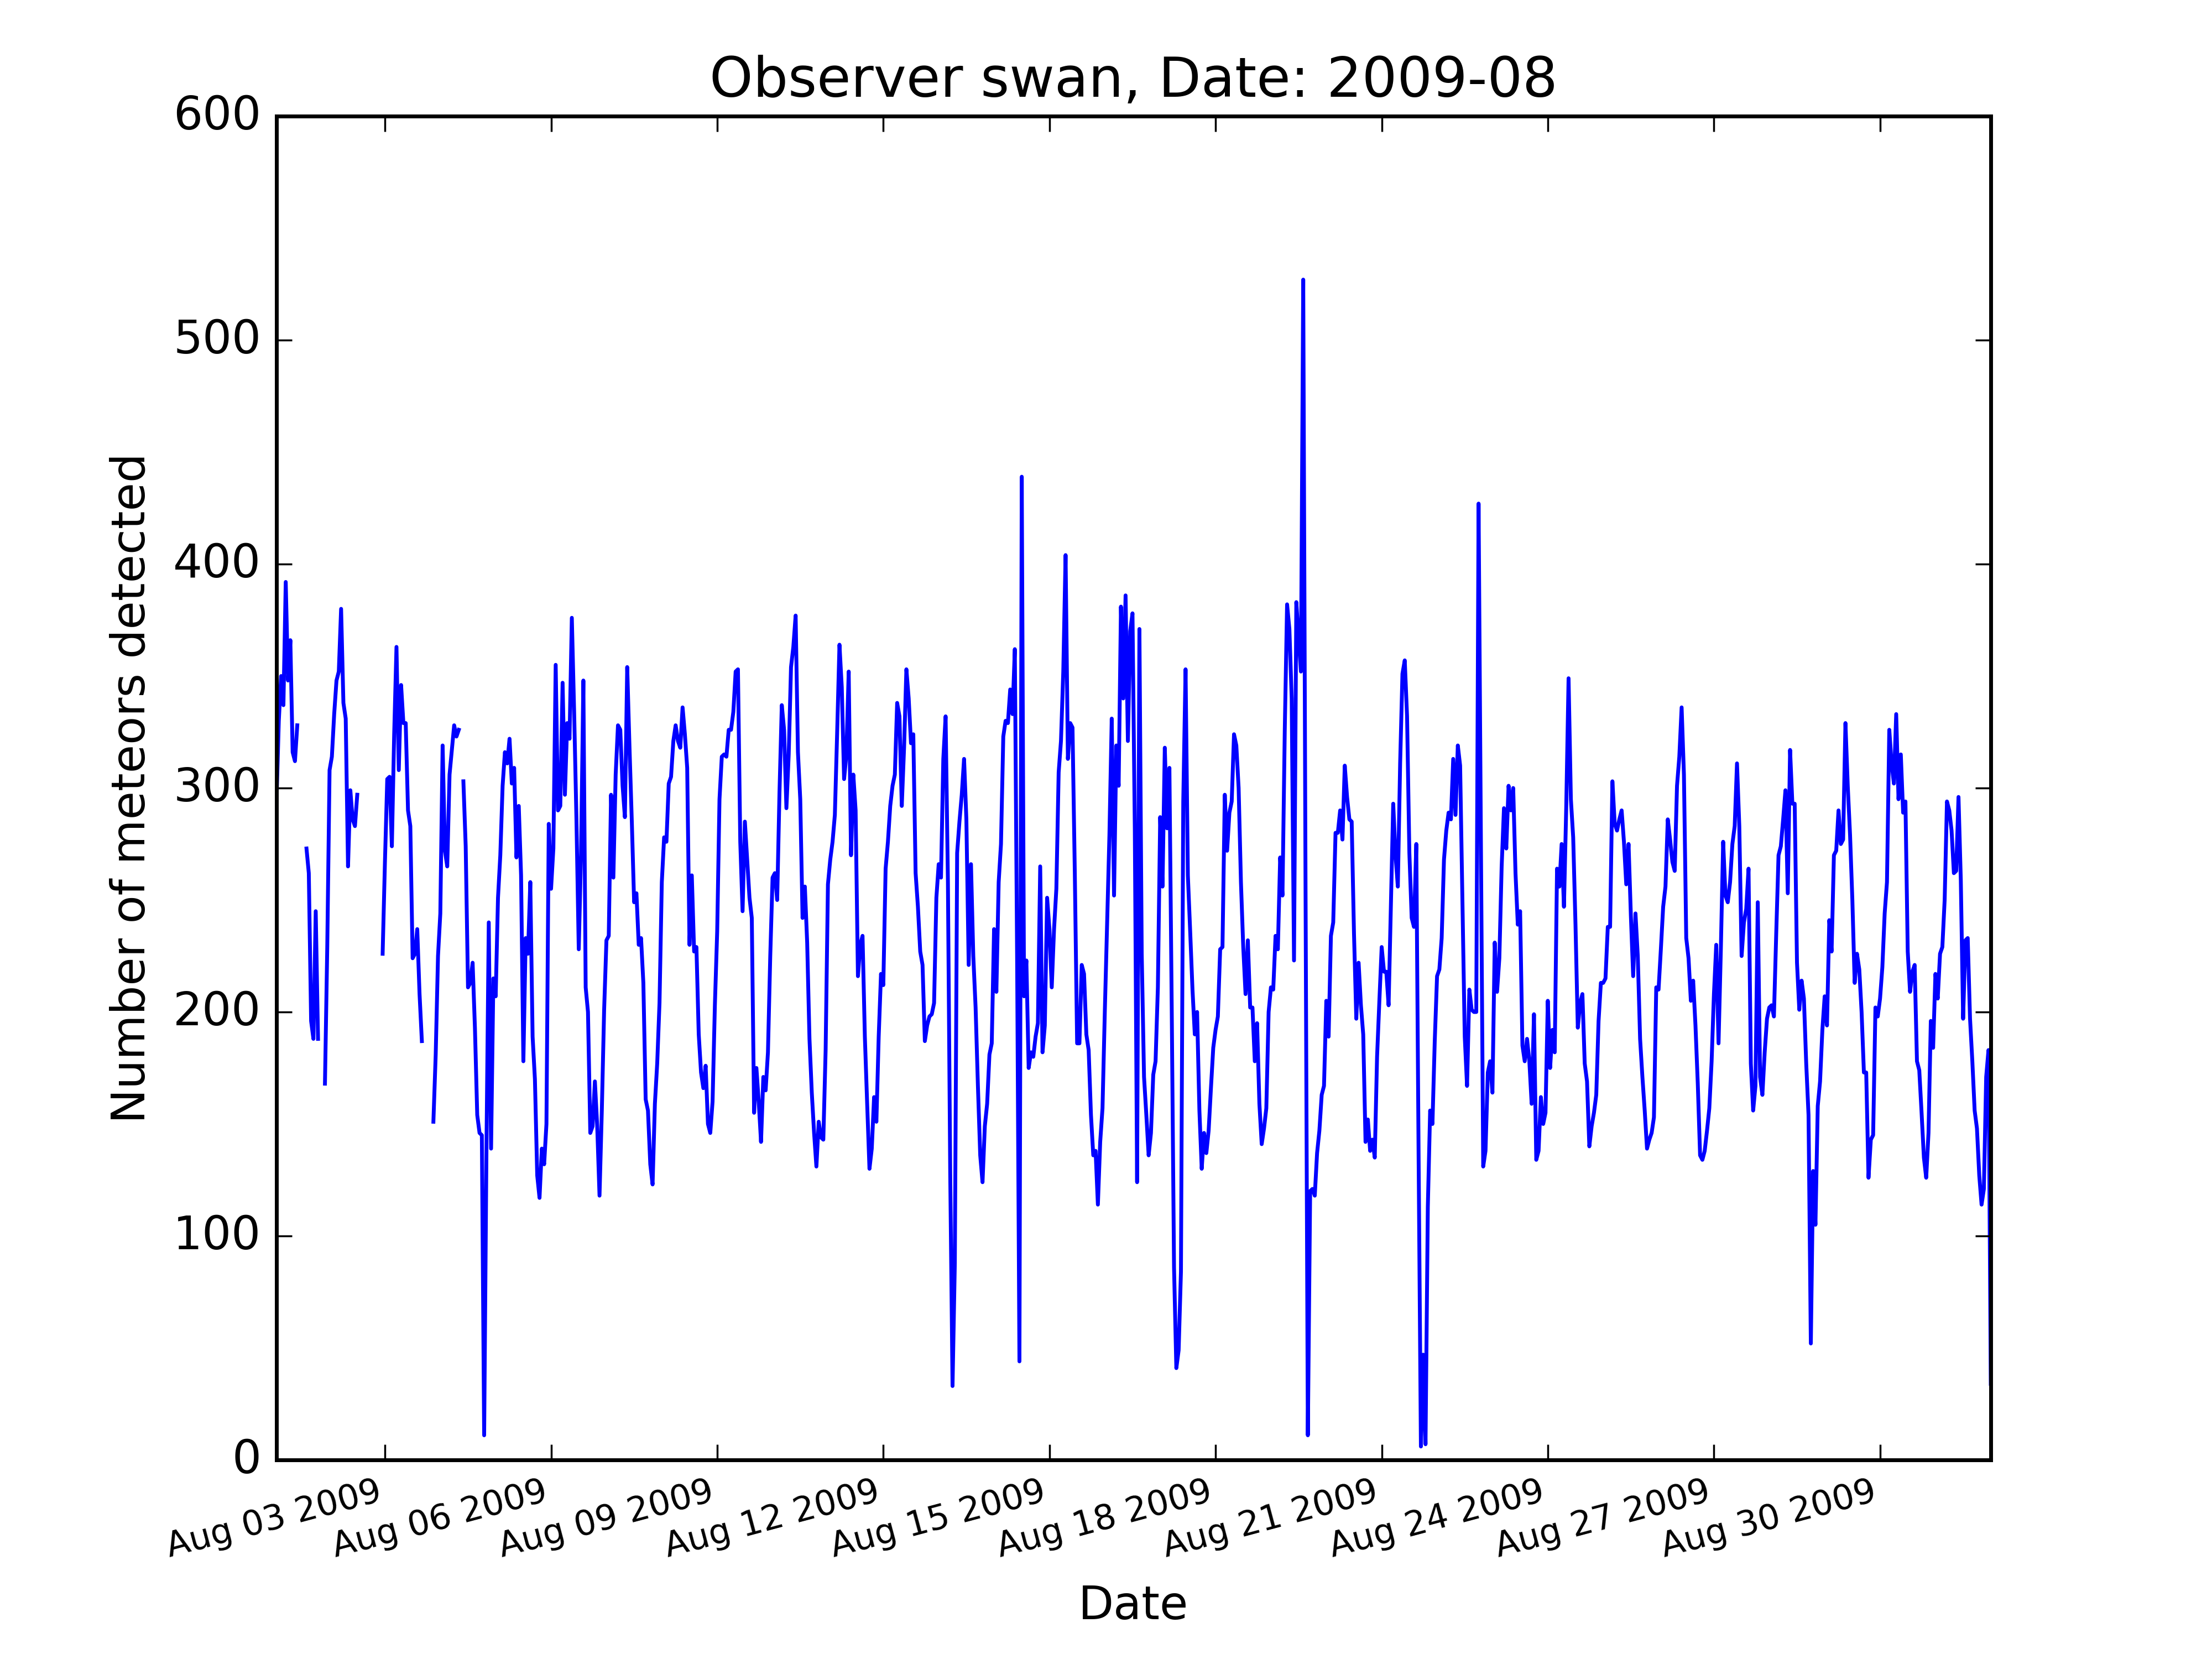 Observer swan, Date: 2009-08
600
500
400
300
200
100
0
Number of meteors detected
Aug 03 2009
Aug 06 2009
Aug 09 2009
Aug 12 2009
Aug 15 2009
Aug 18 2009
Aug 21 2009
Aug 24 2009
Aug 27 2009
Aug 30 2009
Date